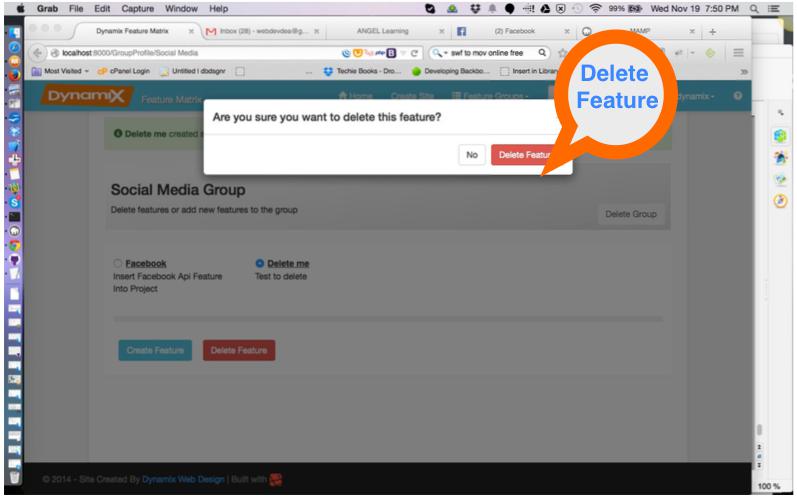 Grab File Edit Capture Window Help 99% Wed Nov 19 7:50 PM
Dynamix Feature Matrix × Inbox (28) - webdevdea@g... × ANGEL Learning × (2) Facebook × MAMP × +
localhost:8000/GroupProfile/Social Media swf to mov online free
Most Visited cPanel Login Untitled | dbdsgnr ... Techie Books - Dro... Developing Backbo... Insert in Librar
Delete
Feature
DynamiX Feature Matrix Home Create Site Feature Groups
Are you sure you want to delete this feature?
Delete me created
No Delete Featur
Social Media Group
Delete features or add new features to the group
Delete Group
Facebook Delete me
Insert Facebook Api Feature Test to delete
Into Project
Create Feature Delete Feature
© 2014 - Site Created By Dynamix Web Design | Built with
100 %